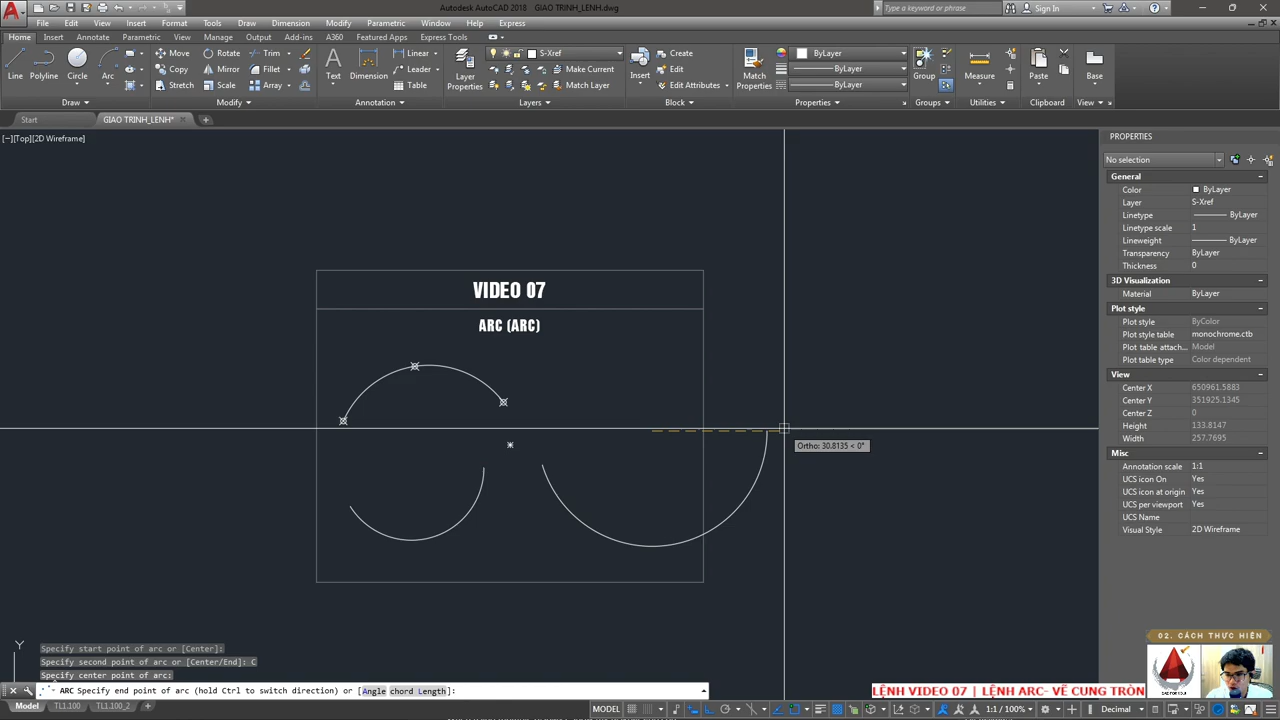 Autodesk AutoCAD 2018 GIAO TRINH_LENH.dwg
Type a keyword or phrase
Sign In
File Edit View Insert Format Tools Draw Dimension Modify Parametric Window Help Express
Home Insert Annotate Parametric View Manage Output Add-ins A360 Featured Apps Express Tools
Line
Polyline
Circle
Arc
Draw
Move
Rotate
Trim
Copy
Mirror
Fillet
Stretch
Scale
Array
Modify
Text
Dimension
Linear
Leader
Table
Annotation
Layer
Properties
S-Xref
Make Current
Match Layer
Layers
Insert
Create
Edit
Edit Attributes
Block
Match
Properties
ByLayer
ByLayer
ByLayer
Properties
Group
Groups
Measure
Utilities
Paste
Clipboard
Base
View
Start
GIAO TRINH_LENH*
[−][Top][2D Wireframe]
VIDEO 07
ARC (ARC)
Ortho: 30.8135 < 0°
Y
PROPERTIES
No selection
General
Color ByLayer
Layer S-Xref
Linetype ByLayer
Linetype scale 1
Lineweight ByLayer
Transparency ByLayer
Thickness 0
3D Visualization
Material ByLayer
Plot style
Plot style ByColor
Plot style table monochrome.ctb
Plot table attach... Model
Plot table type Color dependent
View
Center X 650961.5883
Center Y 351925.1345
Center Z 0
Height 133.8147
Width 257.7695
Misc
Annotation scale 1:1
UCS icon On Yes
UCS icon at origin Yes
UCS per viewport Yes
UCS Name
Visual Style 2D Wireframe
02. CÁCH THỰC HIỆN
Specify start point of arc or [Center]:
Specify second point of arc or [Center/End]: C
Specify center point of arc:
ARC Specify end point of arc (hold Ctrl to switch direction) or [Angle chord Length]:
LỆNH VIDEO 07 | LỆNH ARC- VẼ CUNG TRÒN
Model TL1.100 TL1.100_2
MODEL
1:1 / 100%
Decimal